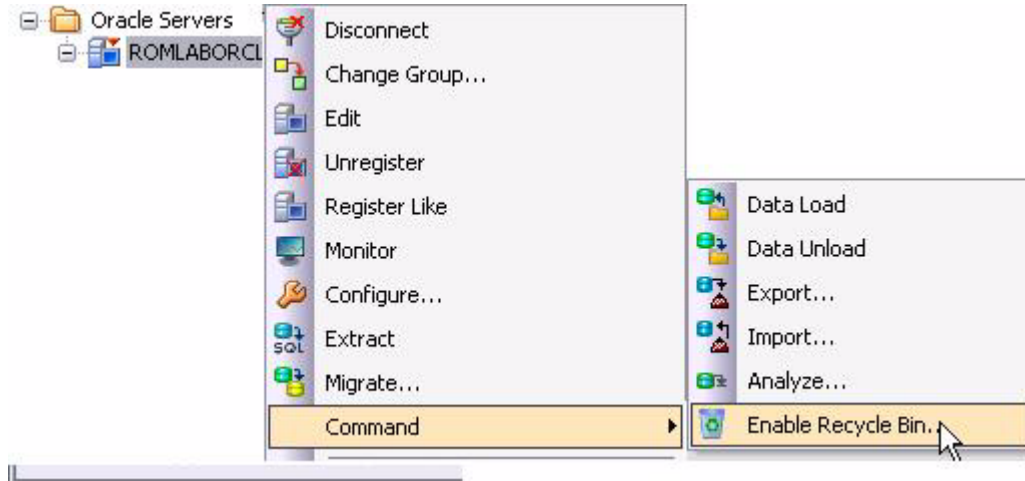 Oracle Servers
ROMLABORCL
Disconnect
Change Group...
Edit
Unregister
Register Like
Monitor
Configure...
SQL
Extract
Migrate...
Command
Data Load
Data Unload
Export...
Import...
Analyze...
Enable Recycle Bin..